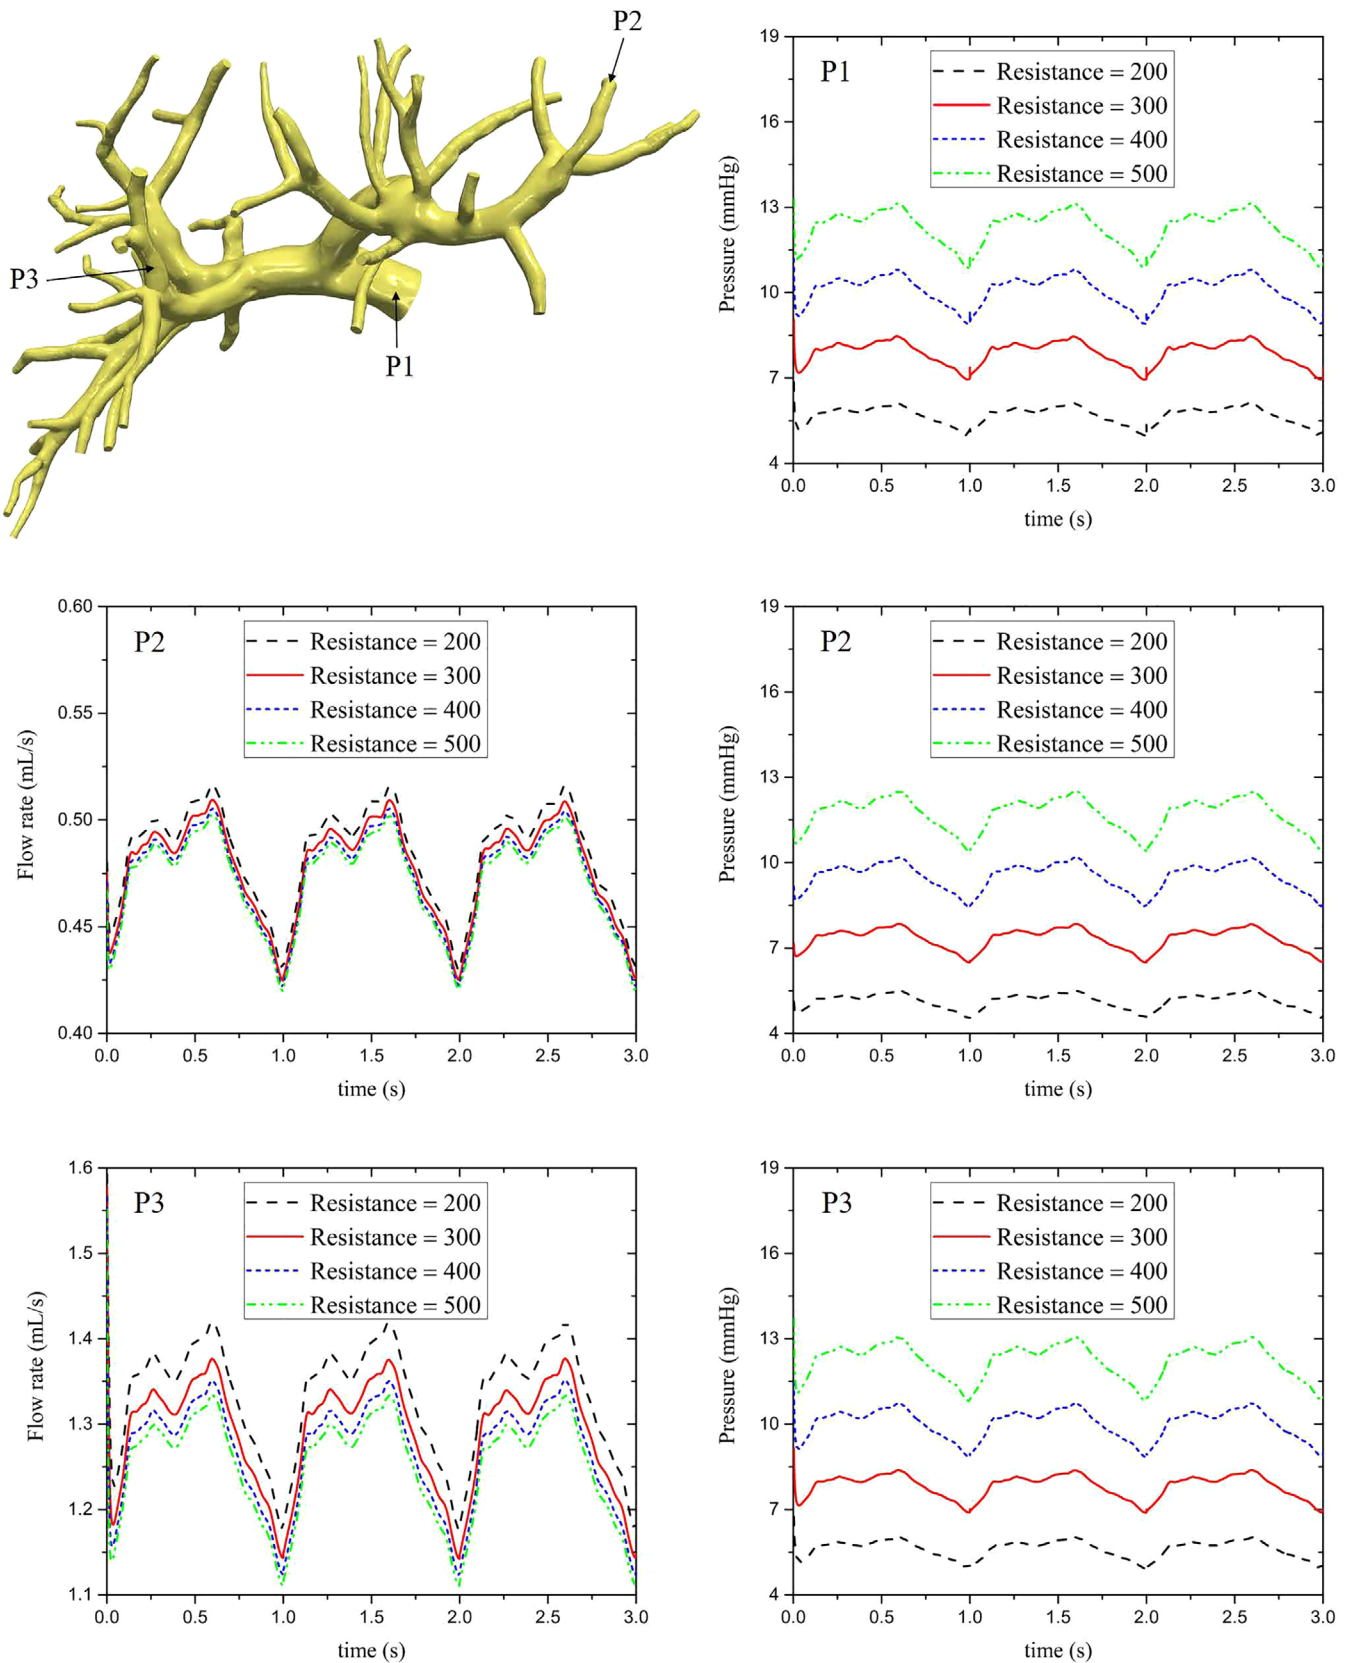 P2
P3
P1
19
16
13
10
7
4
Pressure (mmHg)
P1
Resistance = 200
Resistance = 300
Resistance = 400
Resistance = 500
0.0 0.5 1.0 1.5 2.0 2.5 3.0
time (s)
0.60
0.55
0.50
0.45
0.40
Flow rate (mL/s)
P2
Resistance = 200
Resistance = 300
Resistance = 400
Resistance = 500
0.0 0.5 1.0 1.5 2.0 2.5 3.0
time (s)
19
16
13
10
7
4
Pressure (mmHg)
P2
Resistance = 200
Resistance = 300
Resistance = 400
Resistance = 500
0.0 0.5 1.0 1.5 2.0 2.5 3.0
time (s)
1.6
1.5
1.4
1.3
1.2
1.1
Flow rate (mL/s)
P3
Resistance = 200
Resistance = 300
Resistance = 400
Resistance = 500
0.0 0.5 1.0 1.5 2.0 2.5 3.0
time (s)
19
16
13
10
7
4
Pressure (mmHg)
P3
Resistance = 200
Resistance = 300
Resistance = 400
Resistance = 500
0.0 0.5 1.0 1.5 2.0 2.5 3.0
time (s)